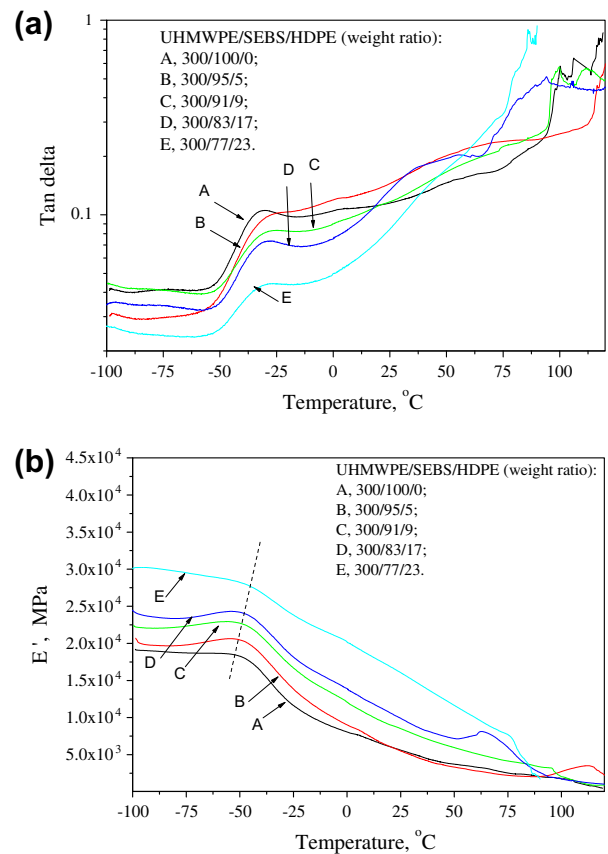 (a)
UHMWPE/SEBS/HDPE (weight ratio):
A, 300/100/0;
B, 300/95/5;
C, 300/91/9;
D, 300/83/17;
E, 300/77/23.
1
0.1
Tan delta
A
B
D
C
E
-100 -75 -50 -25 0 25 50 75 100
Temperature, °C
(b)
UHMWPE/SEBS/HDPE (weight ratio):
A, 300/100/0;
B, 300/95/5;
C, 300/91/9;
D, 300/83/17;
E, 300/77/23.
4.5x10⁴
4.0x10⁴
3.5x10⁴
3.0x10⁴
2.5x10⁴
2.0x10⁴
1.5x10⁴
1.0x10⁴
5.0x10³
E', MPa
E
D
C
B
A
-100 -75 -50 -25 0 25 50 75 100
Temperature, °C